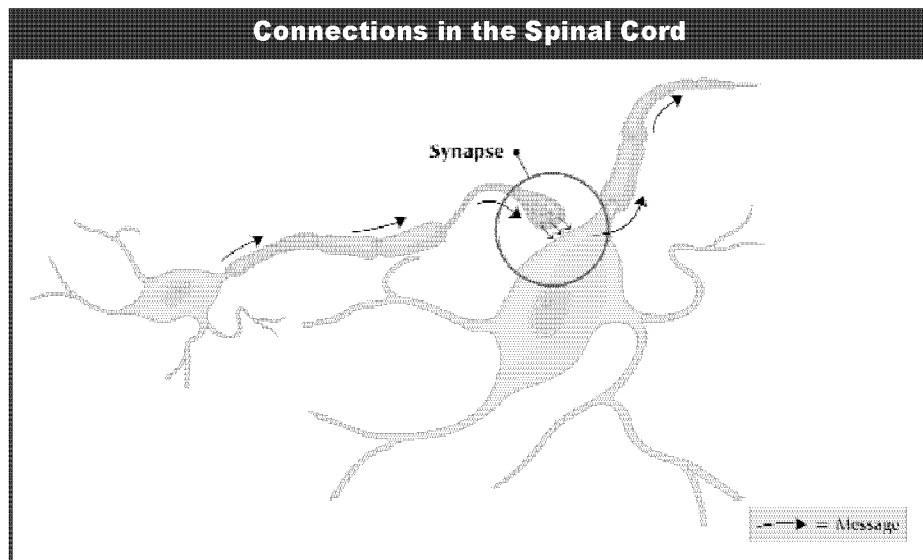 Connections in the Spinal Cord
Synapse
= Message